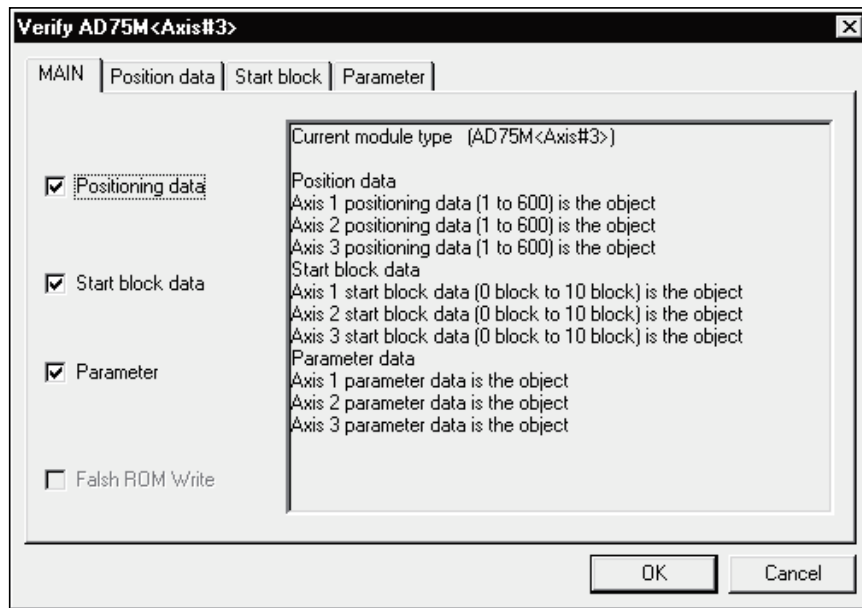 Verify AD75M<Axis#3>
MAIN Position data Start block Parameter
Positioning data
Start block data
Parameter
Falsh ROM Write
Current module type (AD75M<Axis#3>)
Position data
Axis 1 positioning data (1 to 600) is the object
Axis 2 positioning data (1 to 600) is the object
Axis 3 positioning data (1 to 600) is the object
Start block data
Axis 1 start block data (0 block to 10 block) is the object
Axis 2 start block data (0 block to 10 block) is the object
Axis 3 start block data (0 block to 10 block) is the object
Parameter data
Axis 1 parameter data is the object
Axis 2 parameter data is the object
Axis 3 parameter data is the object
OK Cancel